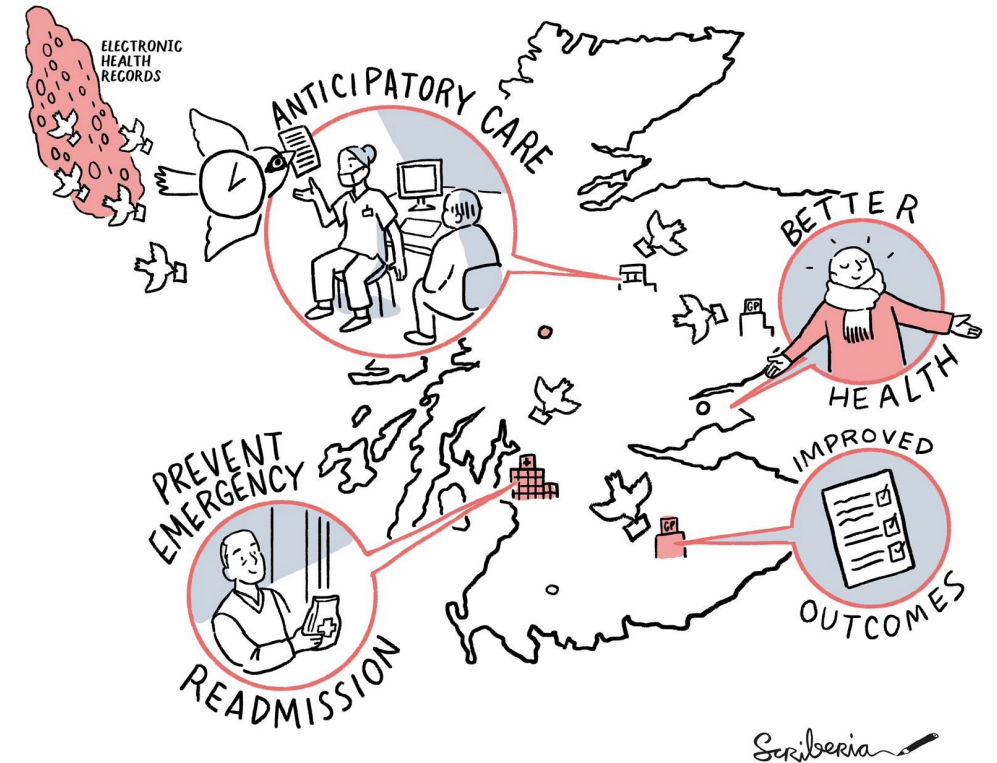 ELECTRONIC
HEALTH
RECORDS
ANTICIPATORY CARE
BETTER
HEALTH
GP
PREVENT
EMERGENCY
READMISSION
IMPROVED
OUTCOMES
GP
Scriberia